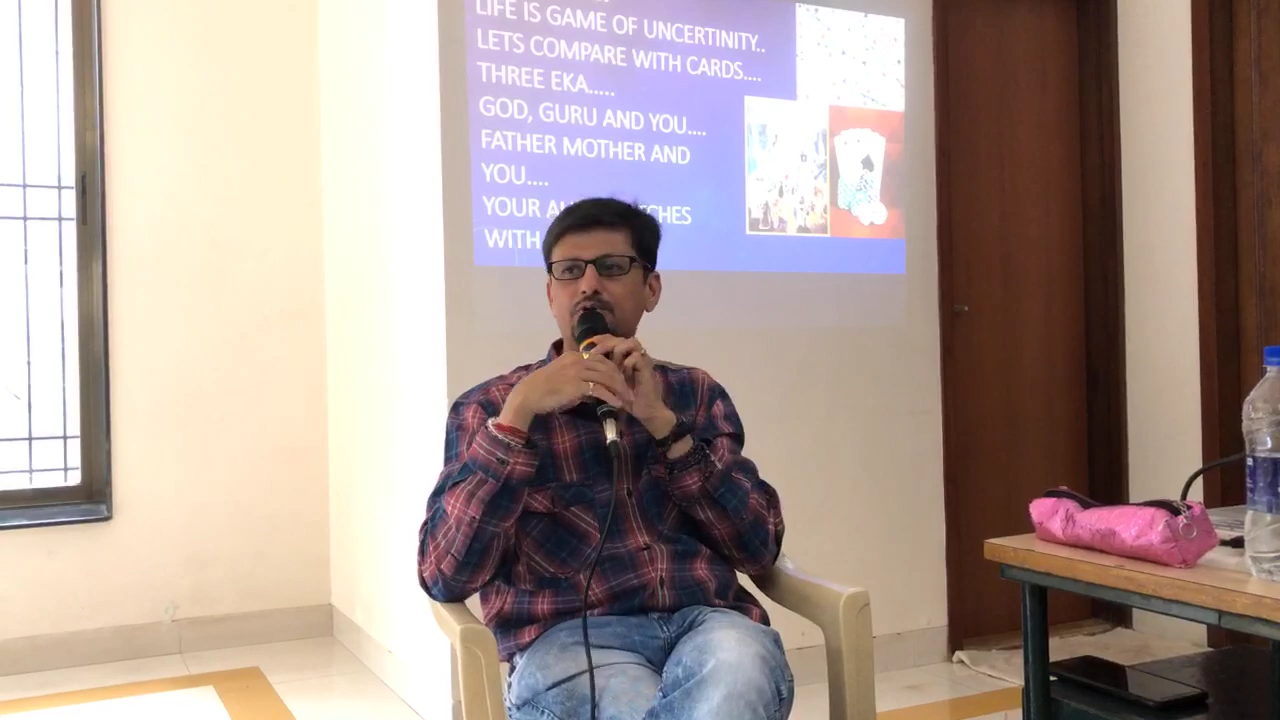 LIFE IS GAME OF UNCERTINITY..
LETS COMPARE WITH CARDS....
THREE EKA.....
GOD, GURU AND YOU....
FATHER MOTHER AND
YOU....
YOUR
WITH